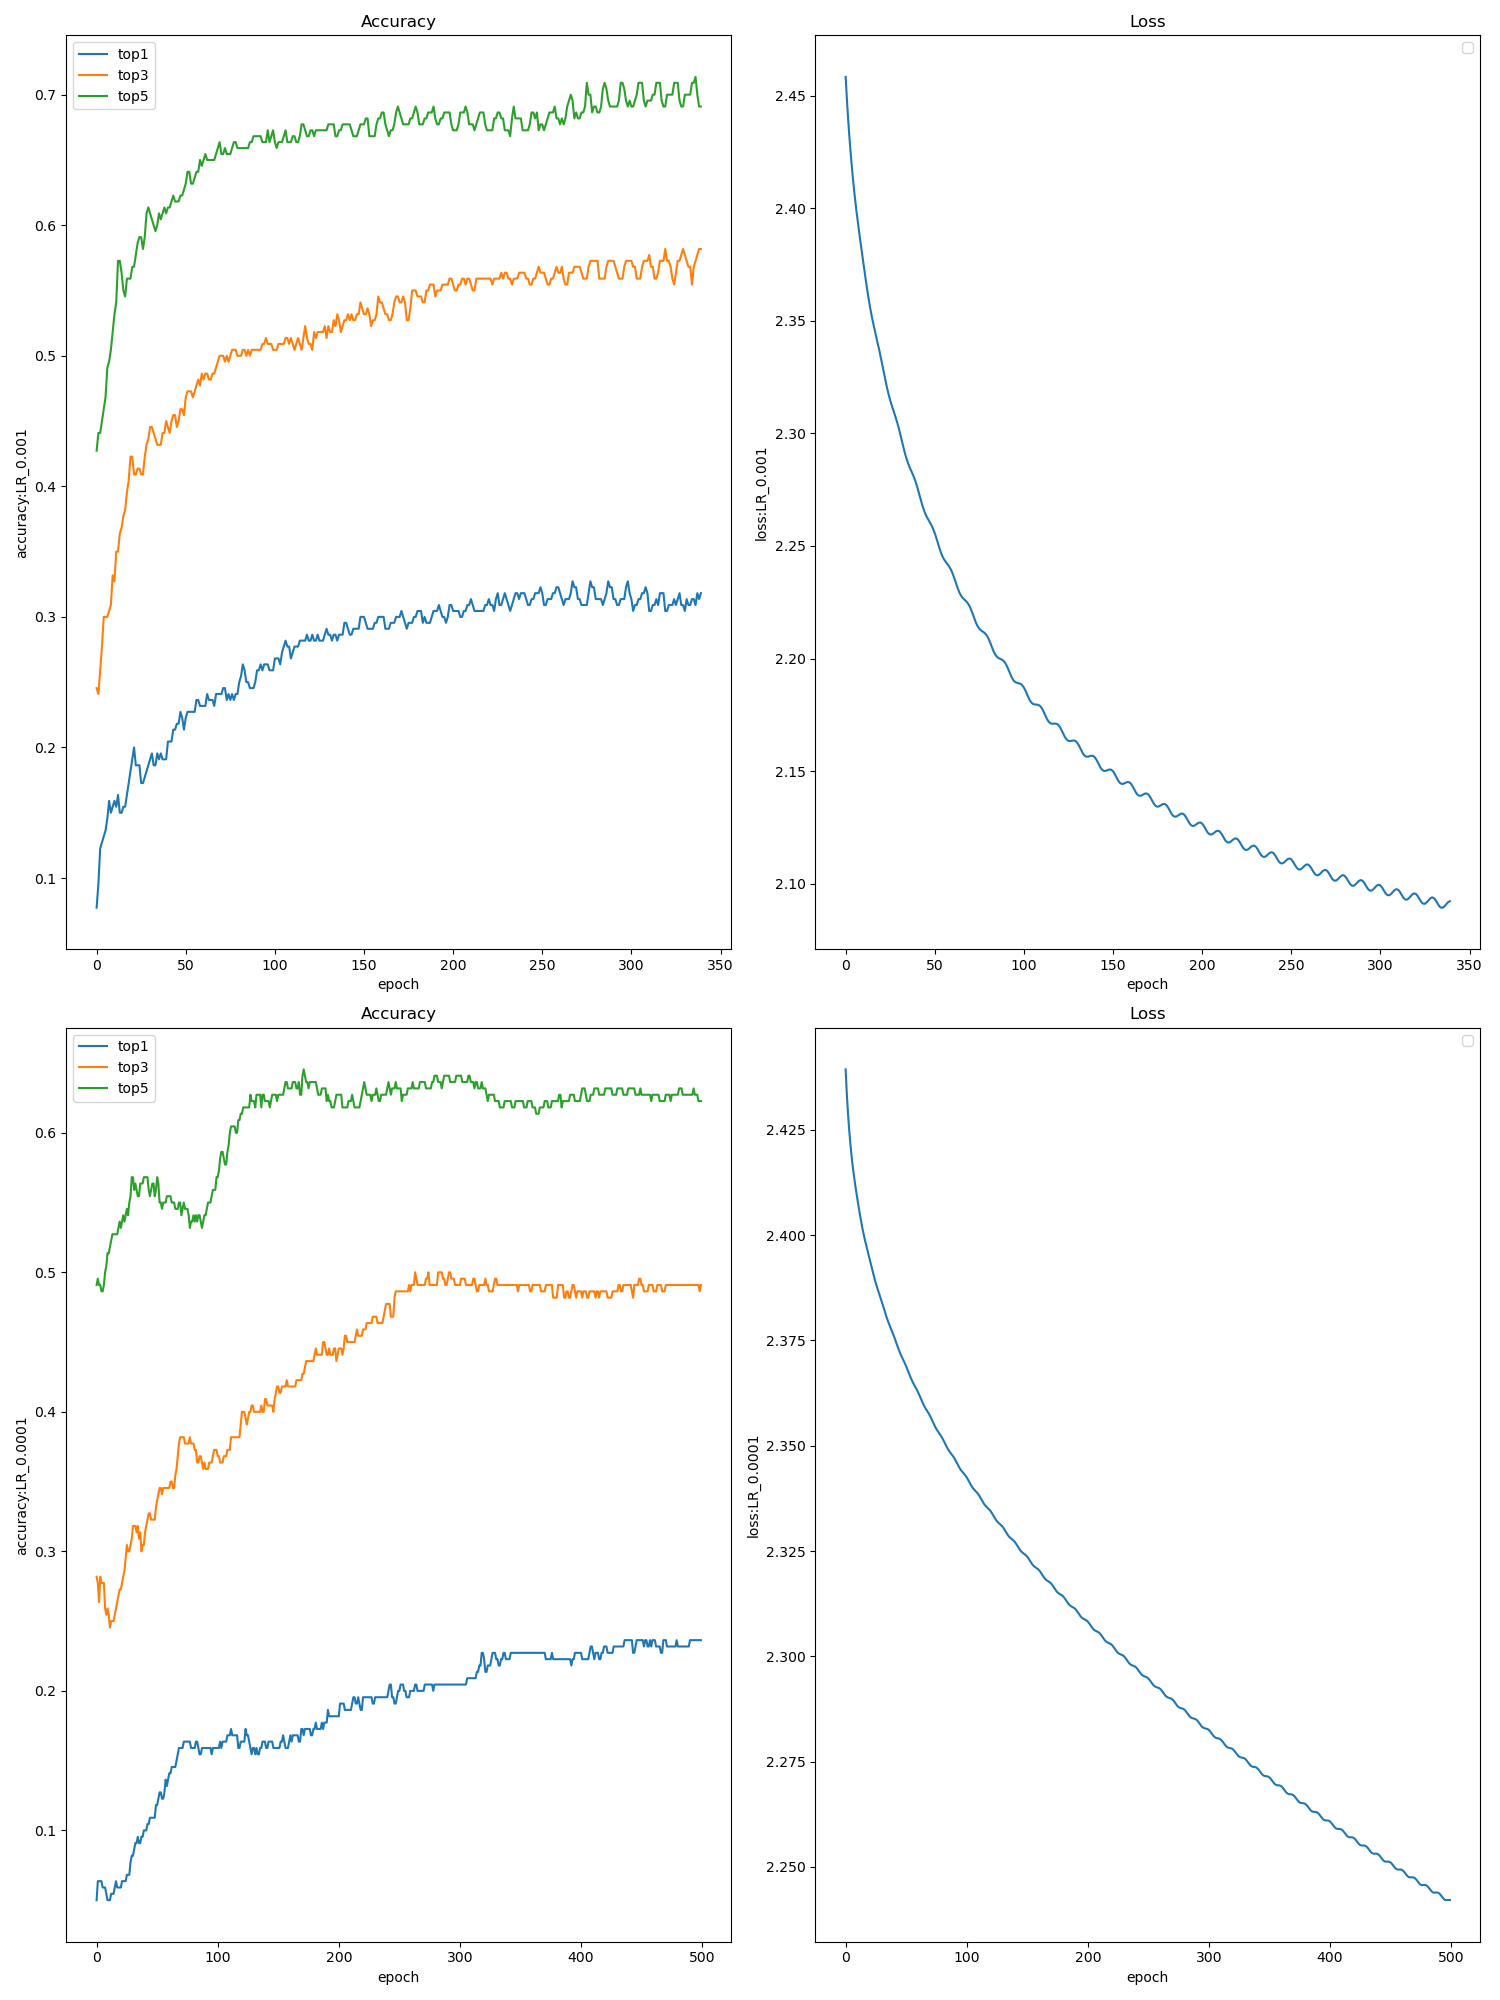 Accuracy
top1
top3
top5
0.7
0.6
0.5
0.4
0.3
0.2
0.1
accuracy:LR_0.001
0 50 100 150 200 250 300 350
epoch
Loss
2.45
2.40
2.35
2.30
2.25
2.20
2.15
2.10
loss:LR_0.001
0 50 100 150 200 250 300 350
epoch
Accuracy
top1
top3
top5
0.6
0.5
0.4
0.3
0.2
0.1
accuracy:LR_0.0001
0 100 200 300 400 500
epoch
Loss
2.425
2.400
2.375
2.350
2.325
2.300
2.275
2.250
loss:LR_0.0001
0 100 200 300 400 500
epoch